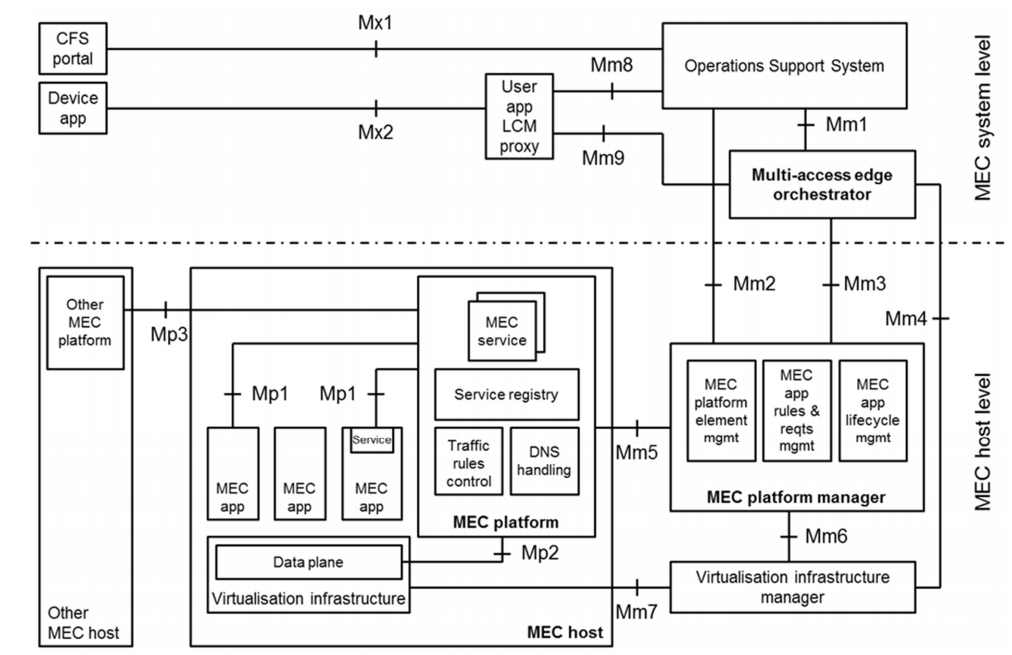 CFS
portal
Mx1
Operations Support System
Device
app
Mx2
User
app
LCM
proxy
Mm8
Mm9
Mm1
Multi-access edge
orchestrator
MEC system level
Other
MEC
platform
Mp3
MEC
service
Mm2
Mm3
Mm4
Mp1
Mp1
Service registry
Traffic
rules
control
DNS
handling
MEC platform
MEC
app
MEC
app
Service
MEC
app
Mm5
MEC
platform
element
mgmt
MEC
app
rules &
reqts
mgmt
MEC
app
lifecycle
mgmt
MEC platform manager
MEC host level
Mp2
Mm6
Data plane
Virtualisation infrastructure
Mm7
Virtualisation infrastructure
manager
Other
MEC host
MEC host